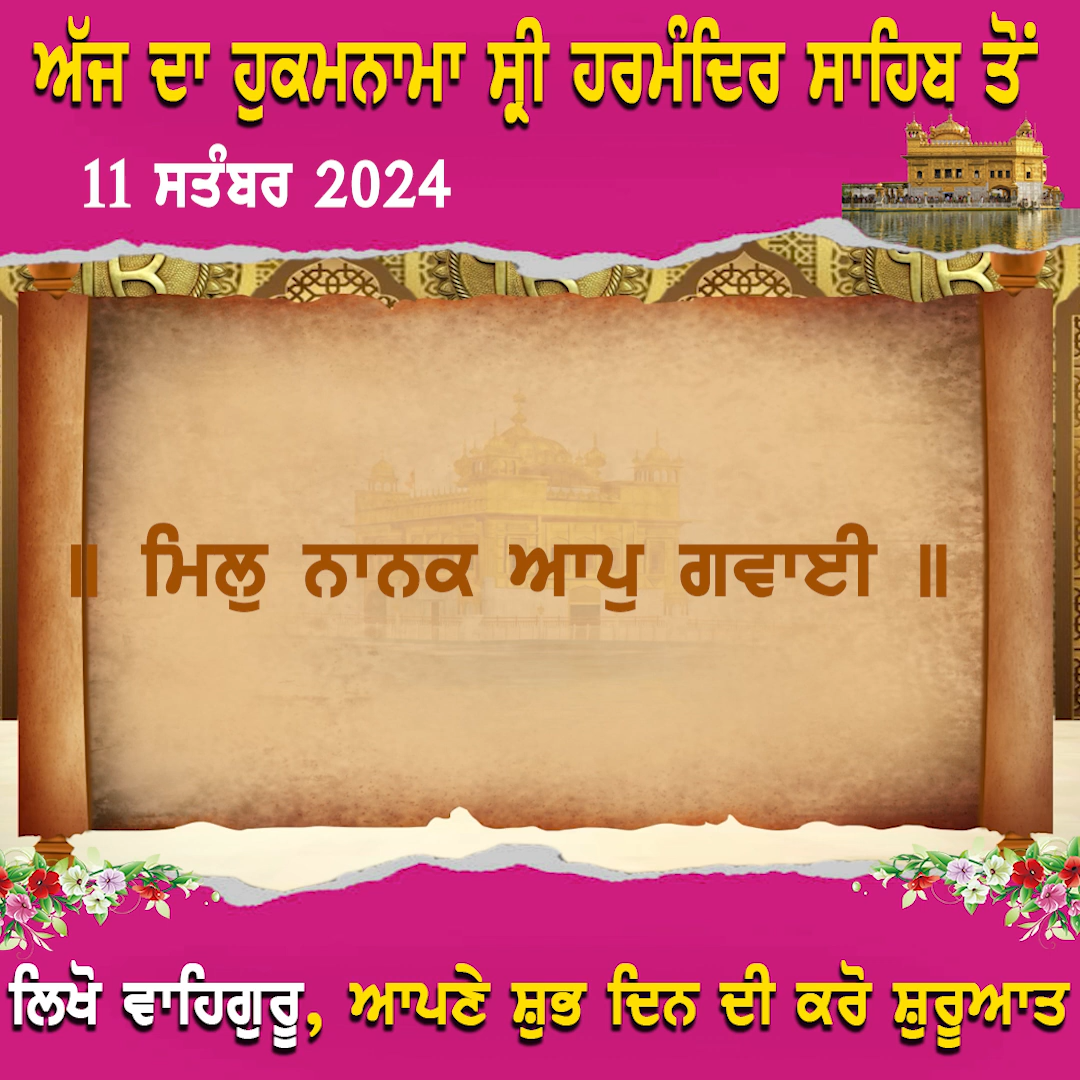 ਅੱਜ ਦਾ ਹੁਕਮਨਾਮਾ ਸ੍ਰੀ ਹਰਮੰਦਿਰ ਸਾਹਿਬ ਤੋਂ
11 ਸਤੰਬਰ 2024
॥ ਮਿਲੁ ਨਾਨਕ ਆਪੁ ਗਵਾਈ ॥
ਲਿਖੋ ਵਾਹਿਗੁਰੂ, ਆਪਣੇ ਸ਼ੁਭ ਦਿਨ ਦੀ ਕਰੋ ਸ਼ੁਰੂਆਤ